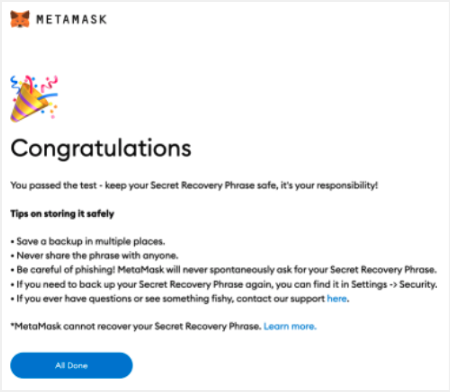 METAMASK
Congratulations
You passed the test - keep your Secret Recovery Phrase safe, it's your responsibility!
Tips on storing it safely
• Save a backup in multiple places.
• Never share the phrase with anyone.
• Be careful of phishing! MetaMask will never spontaneously ask for your Secret Recovery Phrase.
• If you need to back up your Secret Recovery Phrase again, you can find it in Settings -> Security.
• If you ever have questions or see something fishy, contact our support here.
*MetaMask cannot recover your Secret Recovery Phrase. Learn more.
All Done